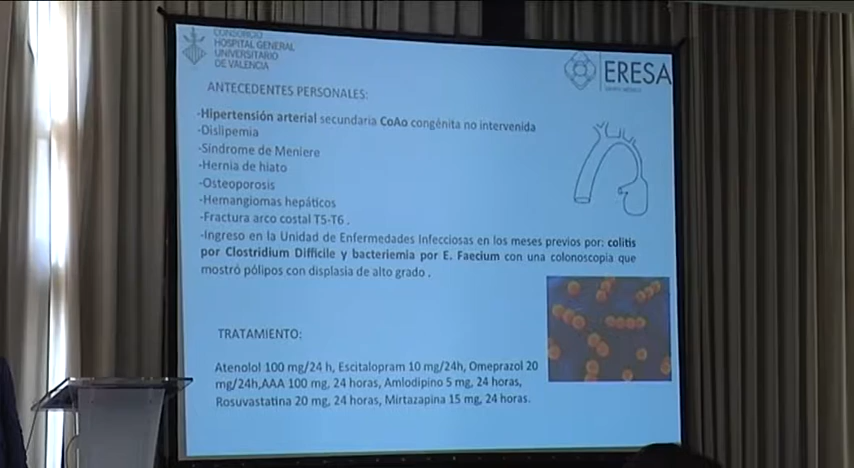 CONSORCIO
HOSPITAL GENERAL
UNIVERSITARIO
DE VALENCIA
ERESA
ANTECEDENTES PERSONALES:
-Hipertensión arterial secundaria CoAo congénita no intervenida
-Dislipemia
-Síndrome de Meniere
-Hernia de hiato
-Osteoporosis
-Hemangiomas hepáticos
-Fractura arco costal T5-T6 .
-Ingreso en la Unidad de Enfermedades Infecciosas en los meses previos por: colitis
por Clostridium Difficile y bacteriemia por E. Faecium con una colonoscopia que
mostró pólipos con displasia de alto grado .
TRATAMIENTO:
Atenolol 100 mg/24 h, Escitalopram 10 mg/24h, Omeprazol 20
mg/24h,AAA 100 mg, 24 horas, Amlodipino 5 mg, 24 horas,
Rosuvastatina 20 mg, 24 horas, Mirtazapina 15 mg, 24 horas.